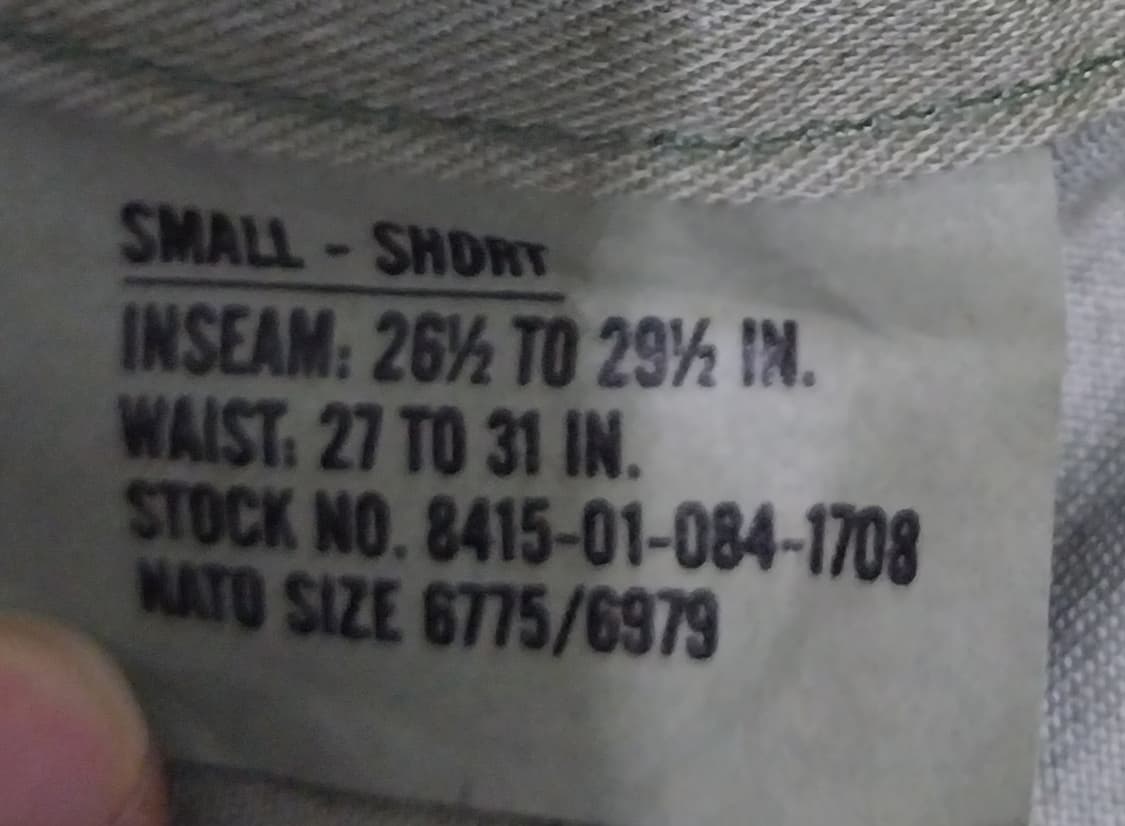 SMALL - SHORT
INSEAM: 26½ TO 29½ IN.
WAIST: 27 TO 31 IN.
STOCK NO. 8415-01-084-1708
NATO SIZE 6775/6979